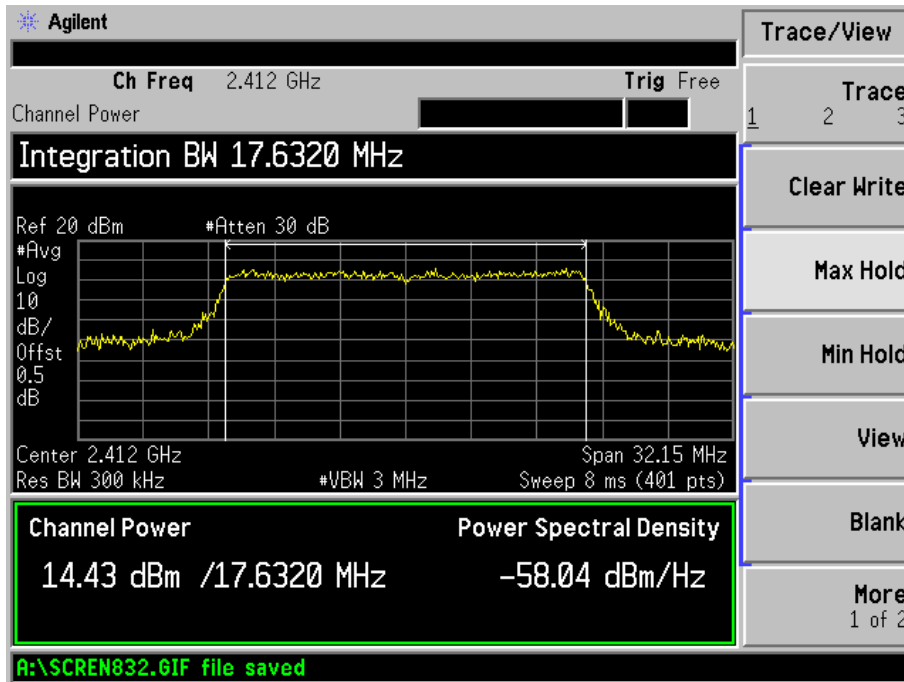 Agilent
Ch Freq 2.412 GHz Trig Free
Channel Power
Integration BW 17.6320 MHz
Ref 20 dBm #Atten 30 dB
#Avg
Log
10
dB/
Offst
0.5
dB
Center 2.412 GHz Span 32.15 MHz
Res BW 300 kHz #VBW 3 MHz Sweep 8 ms (401 pts)
Channel Power Power Spectral Density
14.43 dBm /17.6320 MHz -58.04 dBm/Hz
A:\SCREN832.GIF file saved
Trace/View
Trace
1 2 3
Clear Write
Max Hold
Min Hold
View
Blank
More
1 of 2